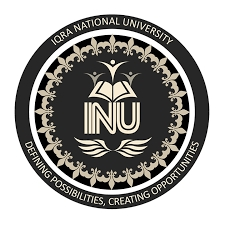 IQRA NATIONAL UNIVERSITY
INU
DEFINING POSSIBILITIES, CREATING OPPORTUNITIES